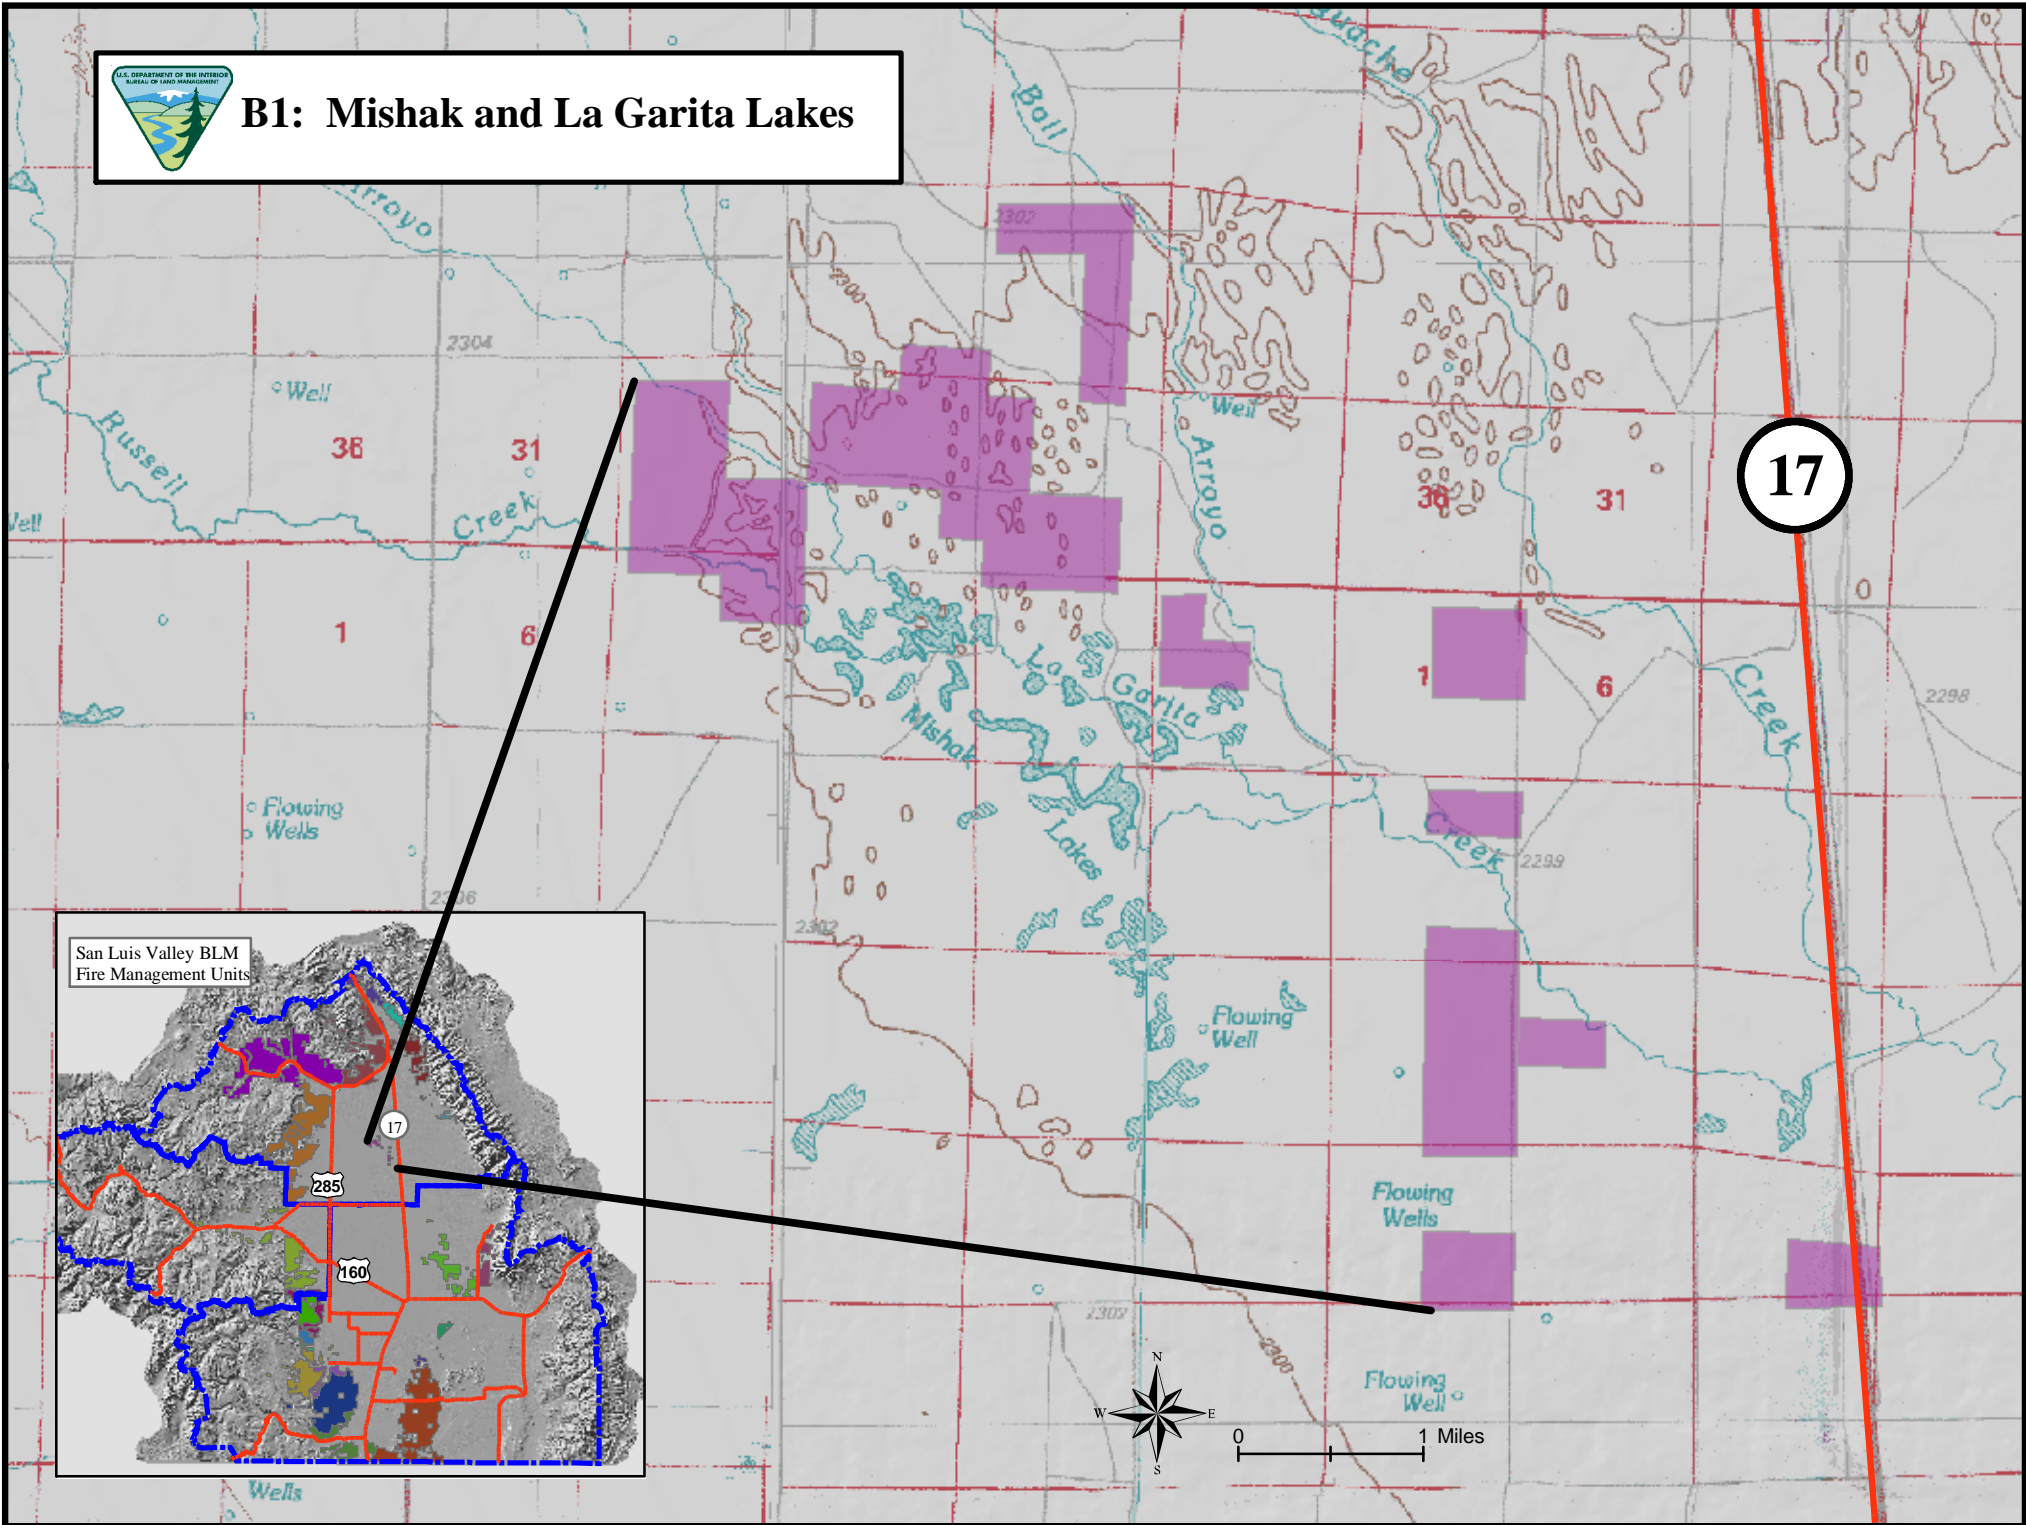 U.S. DEPARTMENT OF THE INTERIOR
BUREAU OF LAND MANAGEMENT
B1: Mishak and La Garita Lakes
Ball
Arroyo
2302
2300
2304
Well
Russell
Creek
36
31
Well
Arroyo
36
31
17
1
6
La
Garita
Mishak
Lakes
1
6
Creek
2298
Flowing
Wells
Creek
2299
2306
2302
San Luis Valley BLM
Fire Management Units
17
285
160
Flowing
Well
Flowing
Wells
2300
Flowing
Well
N
W
E
S
0
1 Miles
Wells